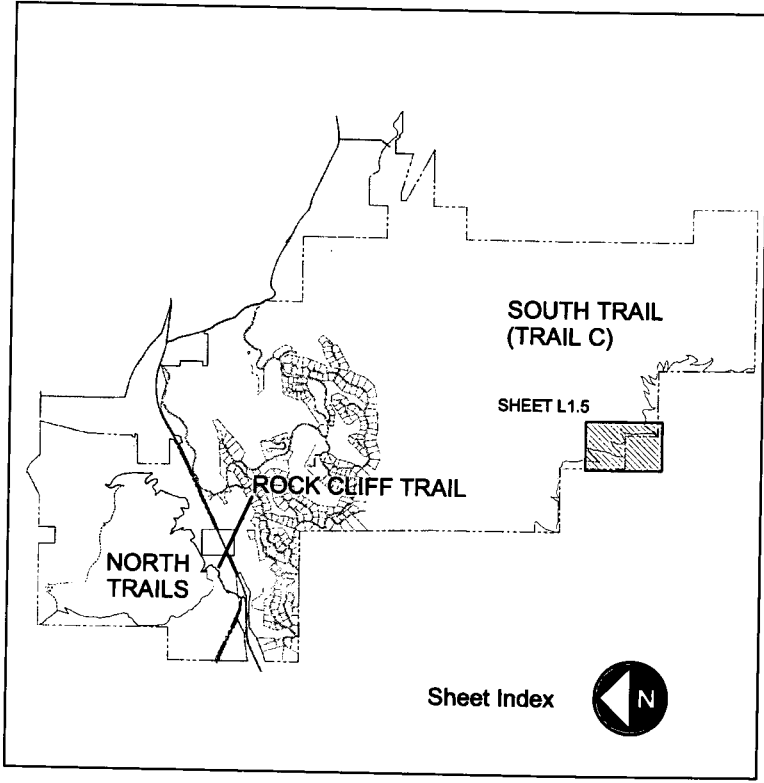 SOUTH TRAIL
(TRAIL C)
SHEET L1.5
ROCK CLIFF TRAIL
NORTH
TRAILS
Sheet Index
N